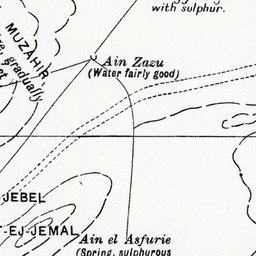 with sulphur.
MUZAHIR
gradually
Ain Zazu
(Water fairly good)
JEBEL
-EJ-JEMAL
Ain el Asfurie
(Spring, sulphurous